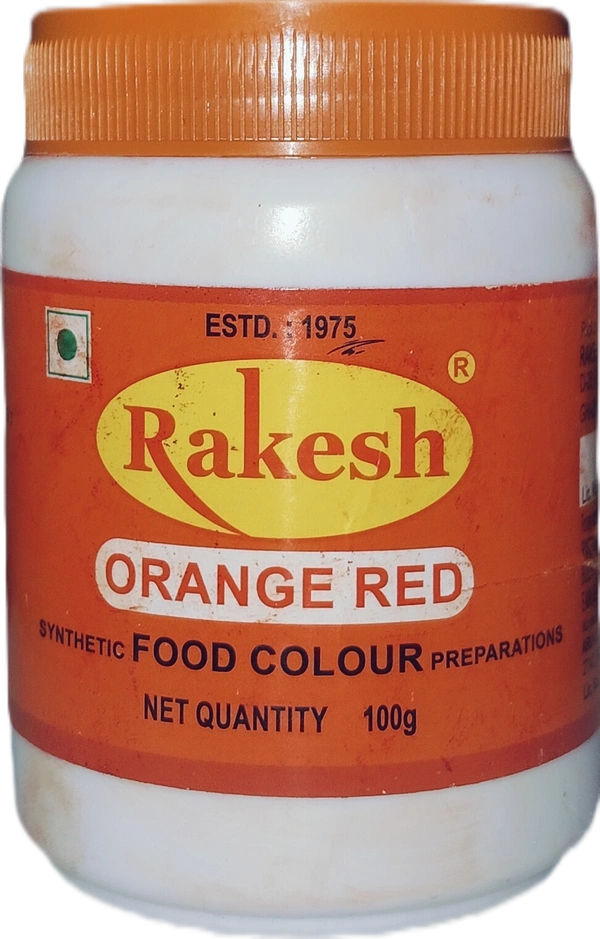 ESTD. : 1975
®
Rakesh
ORANGE RED
SYNTHETIC FOOD COLOUR PREPARATIONS
NET QUANTITY 100g